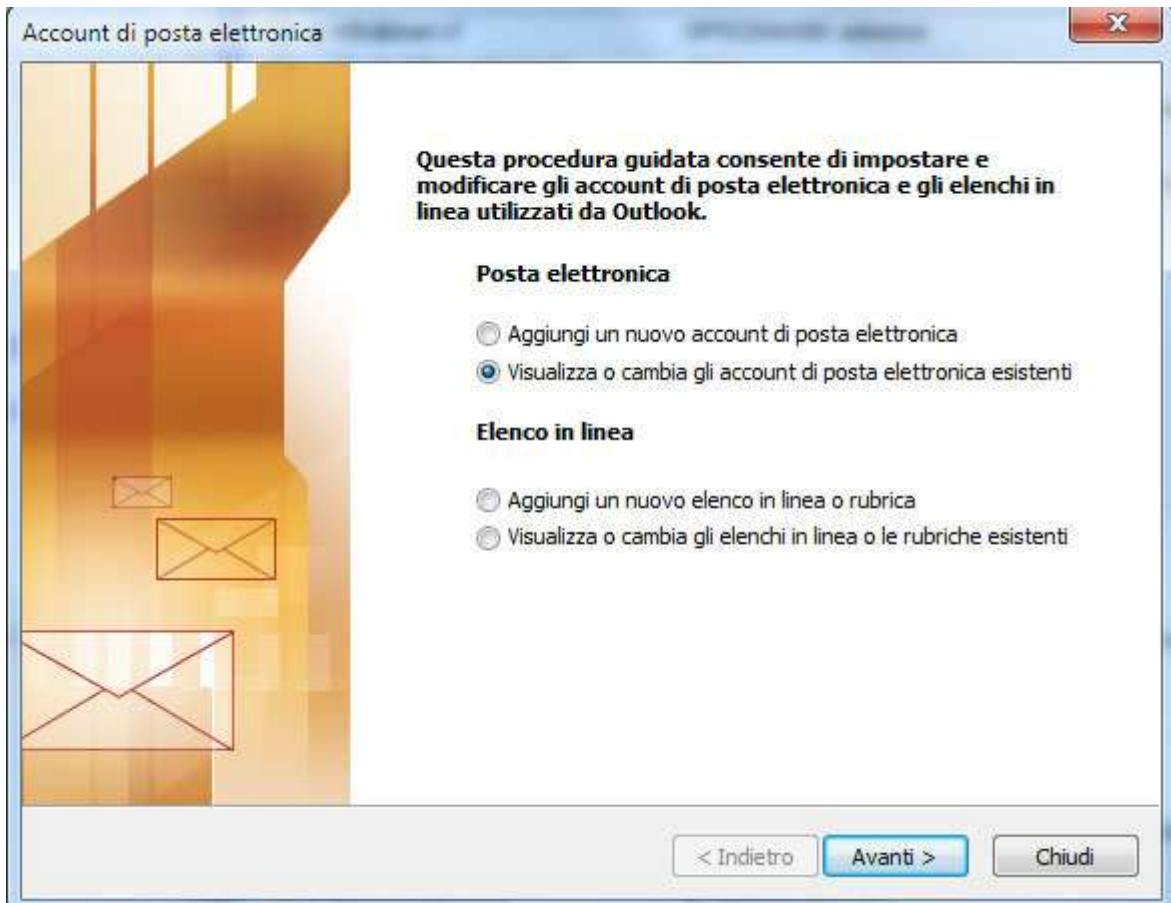 Account di posta elettronica
Questa procedura guidata consente di impostare e
modificare gli account di posta elettronica e gli elenchi in
linea utilizzati da Outlook.
Posta elettronica
Aggiungi un nuovo account di posta elettronica
Visualizza o cambia gli account di posta elettronica esistenti
Elenco in linea
Aggiungi un nuovo elenco in linea o rubrica
Visualizza o cambia gli elenchi in linea o le rubriche esistenti
< Indietro
Avanti >
Chiudi